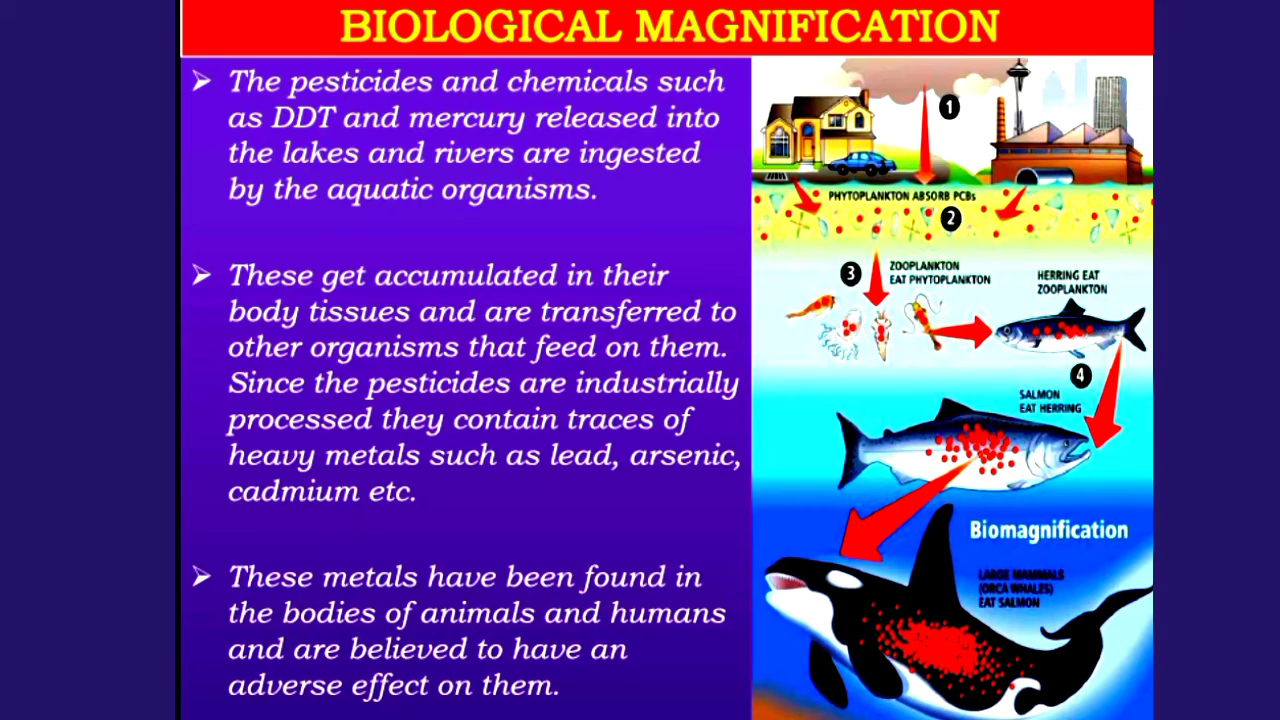 BIOLOGICAL MAGNIFICATION
➢ The pesticides and chemicals such
as DDT and mercury released into
the lakes and rivers are ingested
by the aquatic organisms.
➢ These get accumulated in their
body tissues and are transferred to
other organisms that feed on them.
Since the pesticides are industrially
processed they contain traces of
heavy metals such as lead, arsenic,
cadmium etc.
➢ These metals have been found in
the bodies of animals and humans
and are believed to have an
adverse effect on them.
1
PHYTOPLANKTON ABSORB PCBs
2
3
ZOOPLANKTON
EAT PHYTOPLANKTON
HERRING EAT
ZOOPLANKTON
4
SALMON
EAT HERRING
Biomagnification
LARGE MAMMALS
(ORCA WHALES)
EAT SALMON